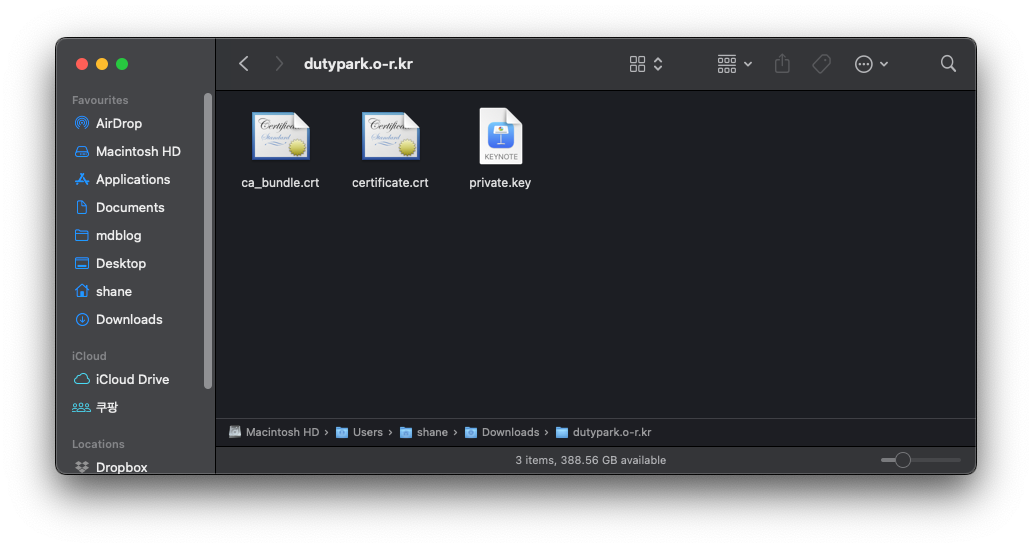 dutypark.o-r.kr
Favourites
AirDrop
Macintosh HD
Applications
Documents
mdblog
Desktop
shane
Downloads
iCloud
iCloud Drive
쿠팡
Locations
Dropbox
Certificate
Standard
Certificate
Standard
KEYNOTE
ca_bundle.crt
certificate.crt
private.key
Macintosh HD › Users › shane › Downloads › dutypark.o-r.kr
3 items, 388.56 GB available